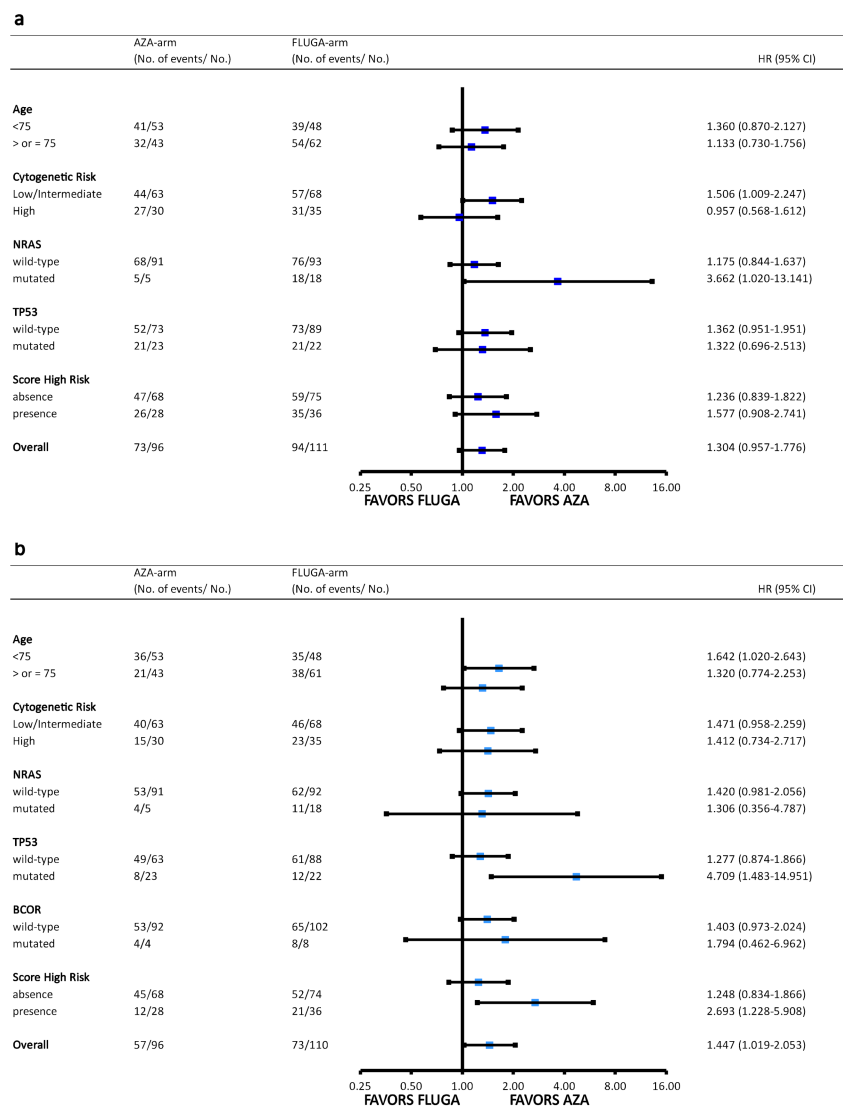 a
AZA-arm FLUGA-arm
(No. of events/ No.) (No. of events/ No.) HR (95% CI)
Age
<75 41/53 39/48 1.360 (0.870-2.127)
> or = 75 32/43 54/62 1.133 (0.730-1.756)
Cytogenetic Risk
Low/Intermediate 44/63 57/68 1.506 (1.009-2.247)
High 27/30 31/35 0.957 (0.568-1.612)
NRAS
wild-type 68/91 76/93 1.175 (0.844-1.637)
mutated 5/5 18/18 3.662 (1.020-13.141)
TP53
wild-type 52/73 73/89 1.362 (0.951-1.951)
mutated 21/23 21/22 1.322 (0.696-2.513)
Score High Risk
absence 47/68 59/75 1.236 (0.839-1.822)
presence 26/28 35/36 1.577 (0.908-2.741)
Overall 73/96 94/111 1.304 (0.957-1.776)
0.25 0.50 1.00 2.00 4.00 8.00 16.00
FAVORS FLUGA FAVORS AZA
b
AZA-arm FLUGA-arm
(No. of events/ No.) (No. of events/ No.) HR (95% CI)
Age
<75 36/53 35/48 1.642 (1.020-2.643)
> or = 75 21/43 38/61 1.320 (0.774-2.253)
Cytogenetic Risk
Low/Intermediate 40/63 46/68 1.471 (0.958-2.259)
High 15/30 23/35 1.412 (0.734-2.717)
NRAS
wild-type 53/91 62/92 1.420 (0.981-2.056)
mutated 4/5 11/18 1.306 (0.356-4.787)
TP53
wild-type 49/63 61/88 1.277 (0.874-1.866)
mutated 8/23 12/22 4.709 (1.483-14.951)
BCOR
wild-type 53/92 65/102 1.403 (0.973-2.024)
mutated 4/4 8/8 1.794 (0.462-6.962)
Score High Risk
absence 45/68 52/74 1.248 (0.834-1.866)
presence 12/28 21/36 2.693 (1.228-5.908)
Overall 57/96 73/110 1.447 (1.019-2.053)
0.25 0.50 1.00 2.00 4.00 8.00 16.00
FAVORS FLUGA FAVORS AZA